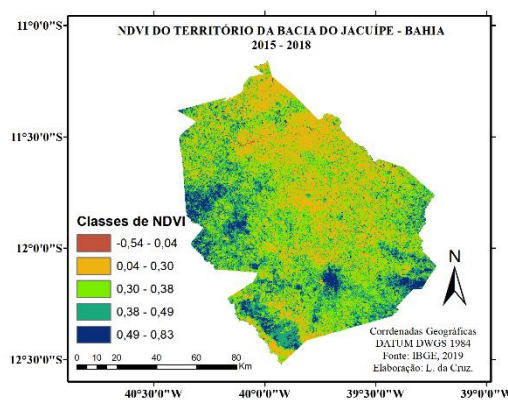 NDVI DO TERRITÓRIO DA BACIA DO JACUÍPE - BAHIA
2015 - 2018
11°0'0"S
11°30'0"S
12°0'0"S
12°30'0"S
Classes de NDVI
-0,54 - 0,04
0,04 - 0,30
0,30 - 0,38
0,38 - 0,49
0,49 - 0,83
0 10 20 40 60 80
Km
N
Corrdenadas Geográficas
DATUM DWGS 1984
Fonte: IBGE, 2019
Elaboração: L. da Cruz.
40°30'0"W 40°0'0"W 39°30'0"W 39°0'0"W